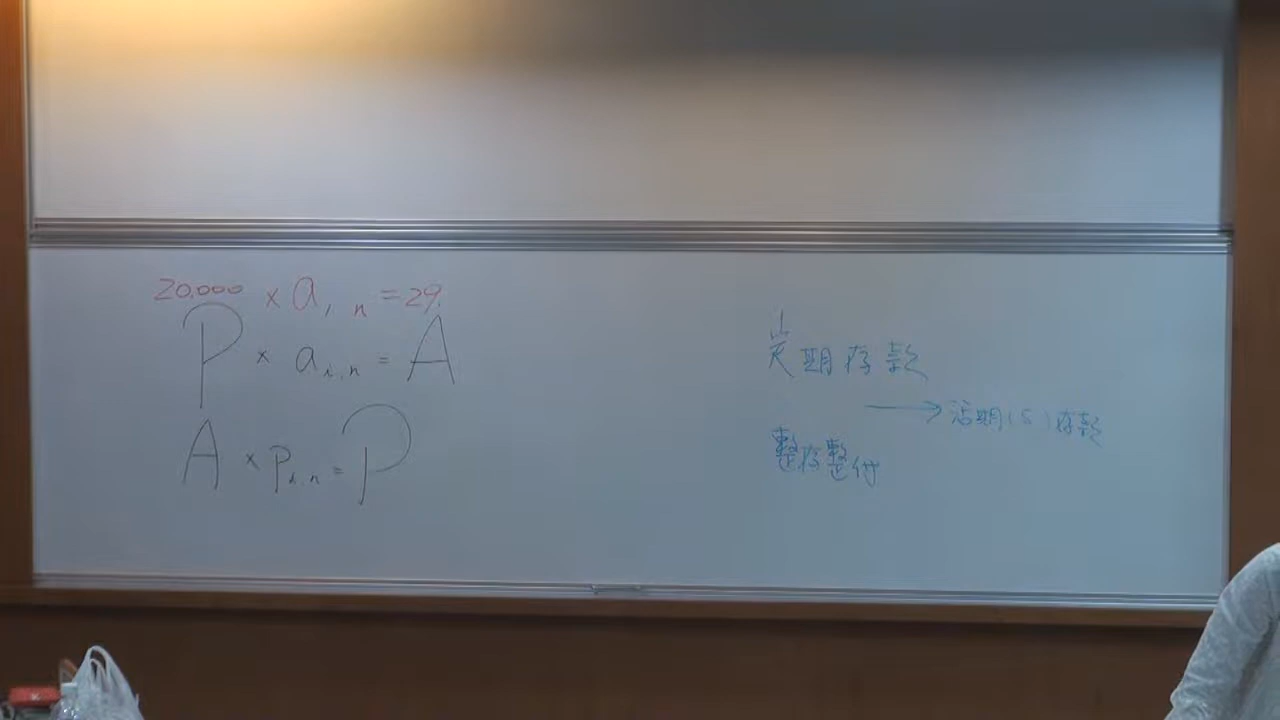 20,000 × a, n = 29,
P × a i,n = A
A × p i,n = P
定期存款
→ 活期(S)存款
整存整付